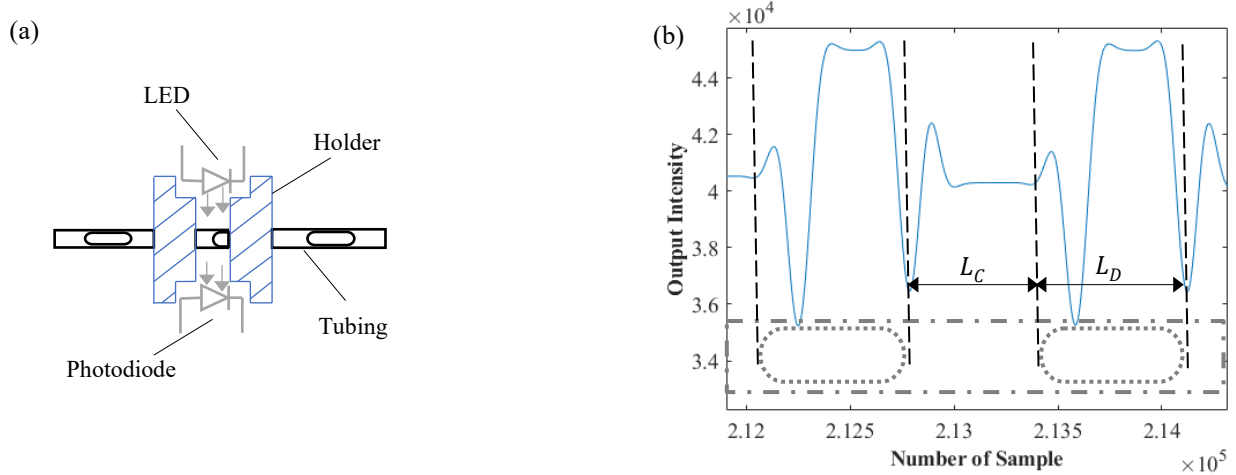 (a)
LED
Holder
Tubing
Photodiode
(b)
×10⁴
4.4
4.2
4
3.8
3.6
3.4
Output Intensity
L_C
L_D
2.12
2.125
2.13
2.135
2.14
Number of Sample
×10⁵